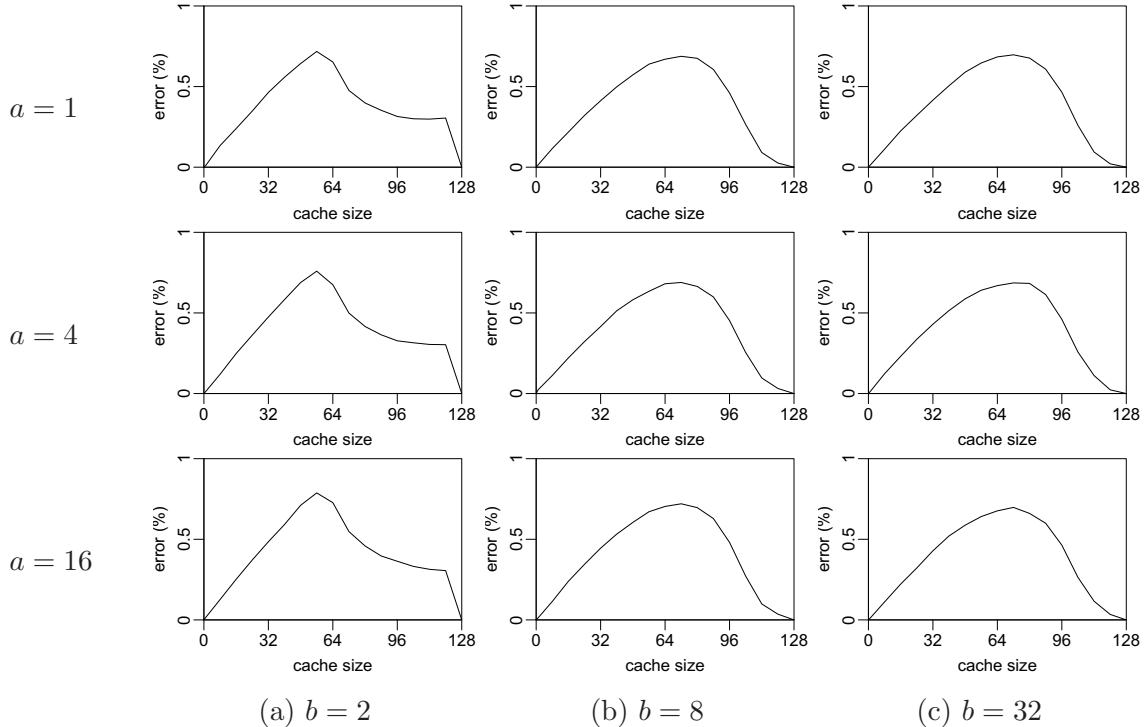 a = 1
error (%)
0 0.5 1
0 32 64 96 128
cache size
error (%)
0 0.5 1
0 32 64 96 128
cache size
error (%)
0 0.5 1
0 32 64 96 128
cache size
a = 4
error (%)
0 0.5 1
0 32 64 96 128
cache size
error (%)
0 0.5 1
0 32 64 96 128
cache size
error (%)
0 0.5 1
0 32 64 96 128
cache size
a = 16
error (%)
0 0.5 1
0 32 64 96 128
cache size
error (%)
0 0.5 1
0 32 64 96 128
cache size
error (%)
0 0.5 1
0 32 64 96 128
cache size
(a) b = 2
(b) b = 8
(c) b = 32